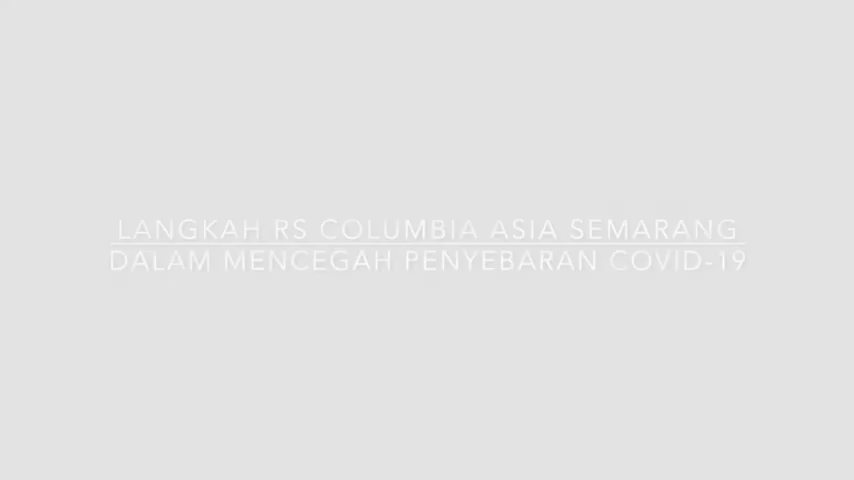 LANGKAH RS COLUMBIA ASIA SEMARANG
DALAM MENCEGAH PENYEBARAN COVID-19